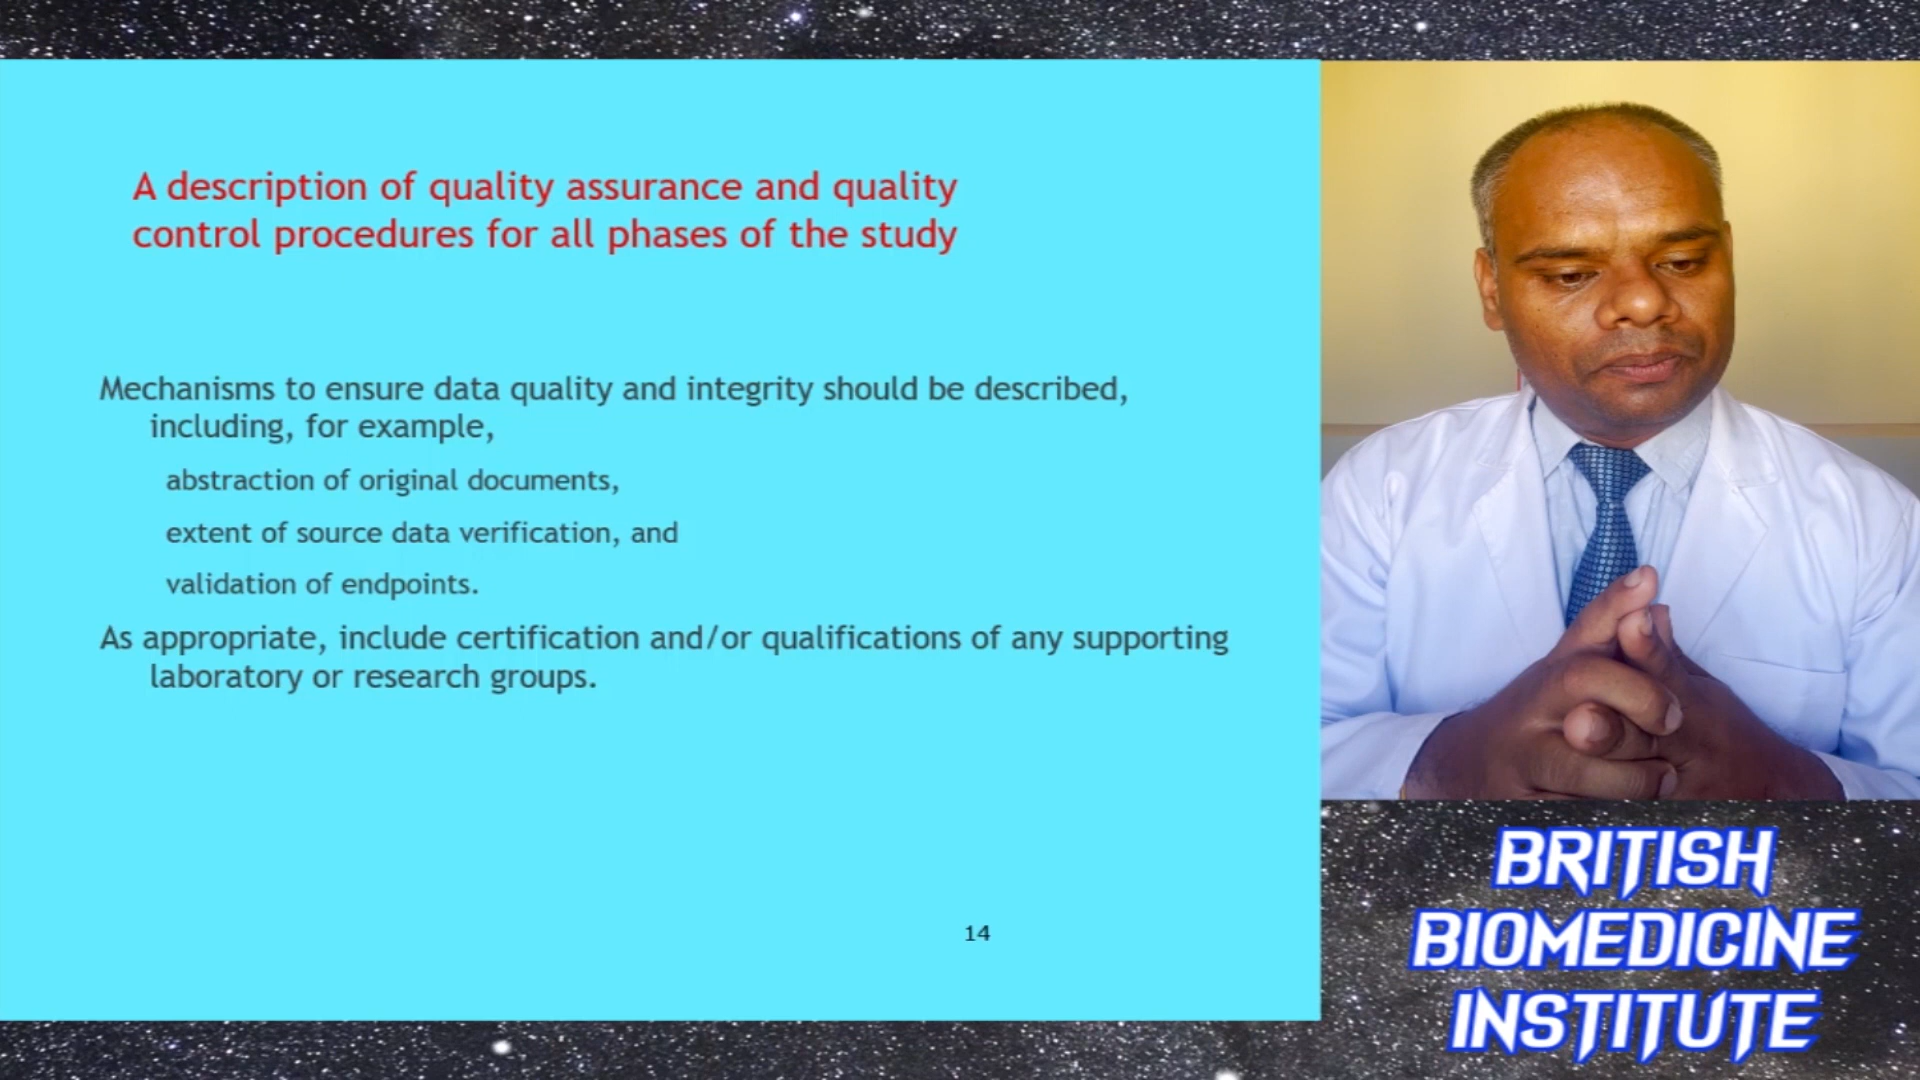 A description of quality assurance and quality
control procedures for all phases of the study
Mechanisms to ensure data quality and integrity should be described,
including, for example,
abstraction of original documents,
extent of source data verification, and
validation of endpoints.
As appropriate, include certification and/or qualifications of any supporting
laboratory or research groups.
14
BRITISH
BIOMEDICINE
INSTITUTE